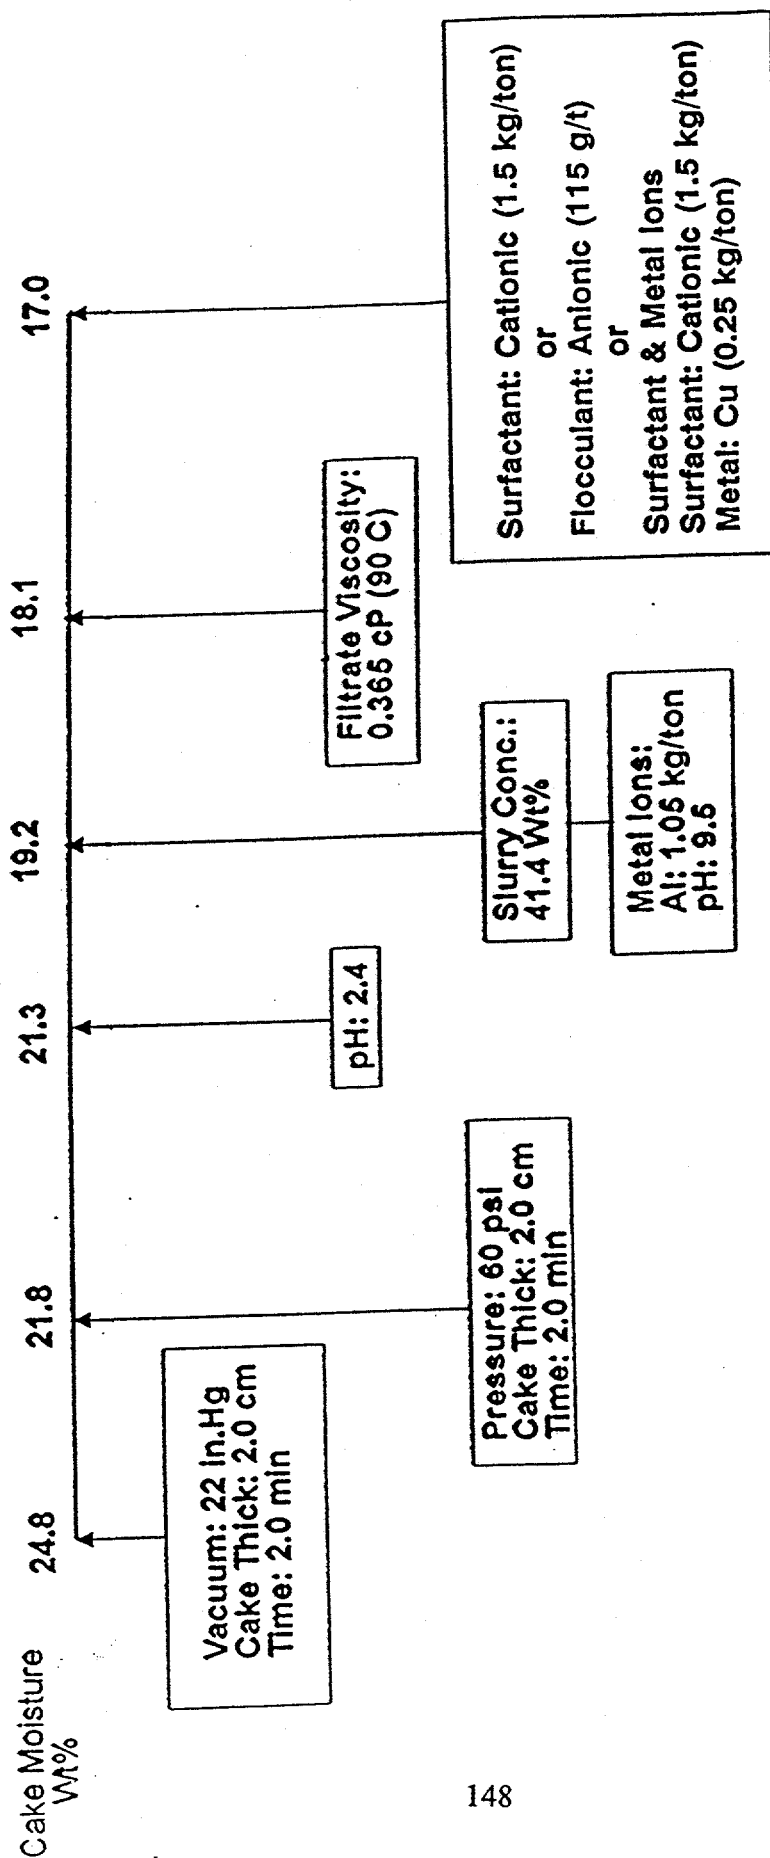 Cake Moisture
Wt%
24.8
21.8
21.3
19.2
18.1
17.0
Vacuum: 22 in.Hg
Cake Thick: 2.0 cm
Time: 2.0 min
Pressure: 60 psi
Cake Thick: 2.0 cm
Time: 2.0 min
pH: 2.4
Slurry Conc.:
41.4 Wt%
Metal Ions:
Al: 1.05 kg/ton
pH: 9.5
Filtrate Viscosity:
0.365 cP (90 C)
Surfactant: Cationic (1.5 kg/ton)
or
Flocculant: Anionic (115 g/t)
or
Surfactant & Metal Ions
Surfactant: Cationic (1.5 kg/ton)
Metal: Cu (0.25 kg/ton)
148